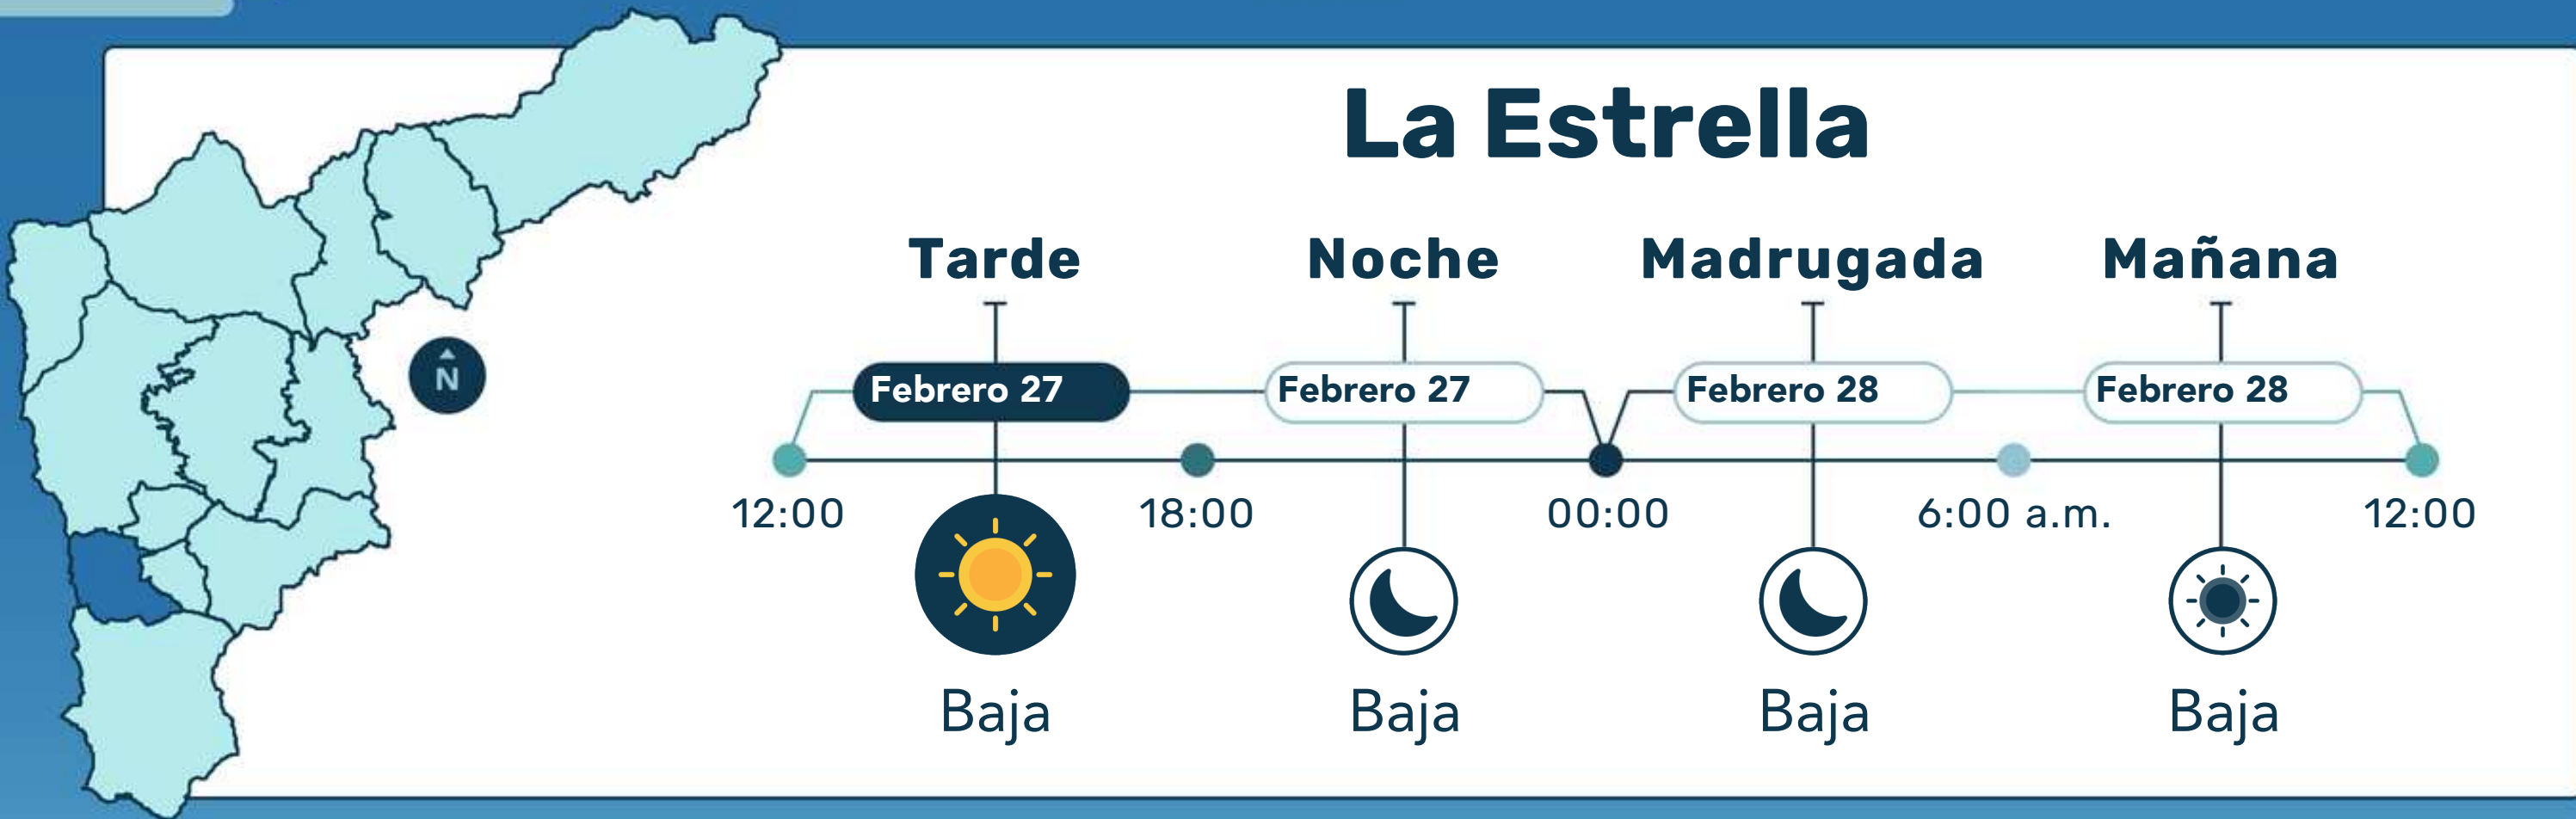 La Estrella
Tarde
Noche
Madrugada
Mañana
N
Febrero 27
Febrero 27
Febrero 28
Febrero 28
12:00
18:00
00:00
6:00 a.m.
12:00
Baja
Baja
Baja
Baja